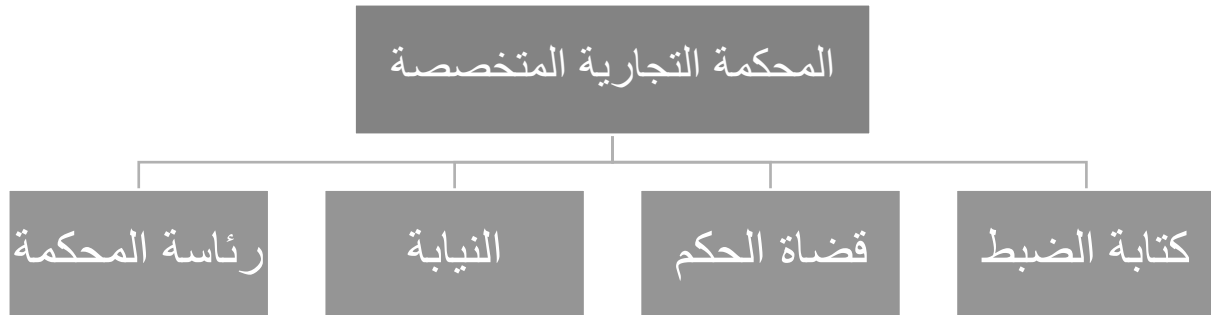 المحكمة التجارية المتخصصة
كتابة الضبط
قضاة الحكم
النيابة
رئاسة المحكمة